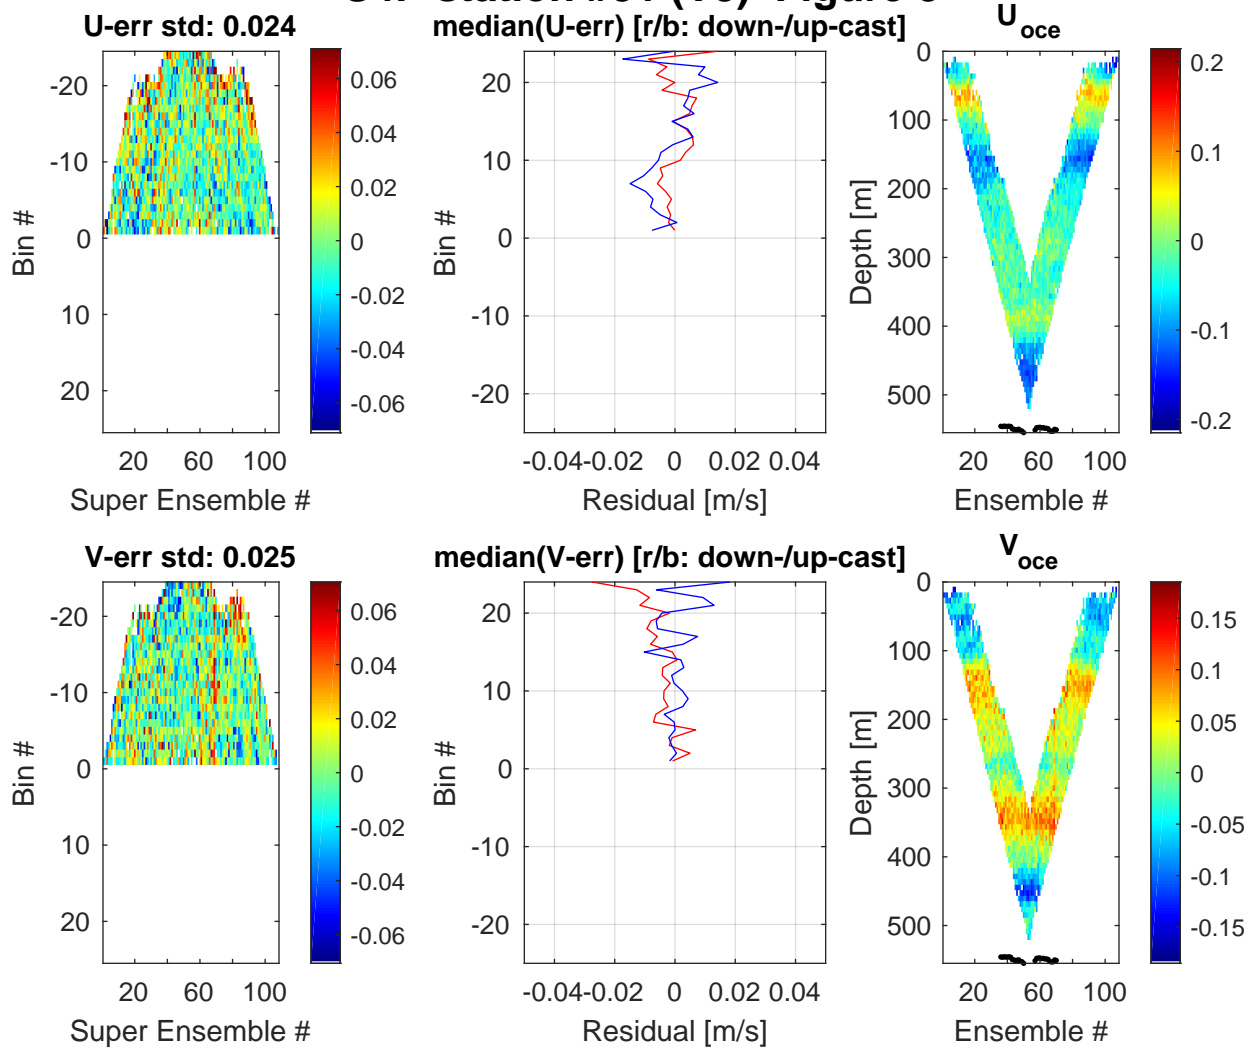 U-err std: 0.024
-20
-10
0
10
20
20 60 100
Super Ensemble #
Bin #
0.06
0.04
0.02
0
-0.02
-0.04
-0.06
median(U-err) [r/b: down-/up-cast]
20
10
0
-10
-20
-0.04 -0.02 0 0.02 0.04
Residual [m/s]
Bin #
U oce
0
100
200
300
400
500
20 60 100
Ensemble #
Depth [m]
0.2
0.1
0
-0.1
-0.2
V-err std: 0.025
-20
-10
0
10
20
20 60 100
Super Ensemble #
Bin #
0.06
0.04
0.02
0
-0.02
-0.04
-0.06
median(V-err) [r/b: down-/up-cast]
20
10
0
-10
-20
-0.04 -0.02 0 0.02 0.04
Residual [m/s]
Bin #
V oce
0
100
200
300
400
500
20 60 100
Ensemble #
Depth [m]
0.15
0.1
0.05
0
-0.05
-0.1
-0.15